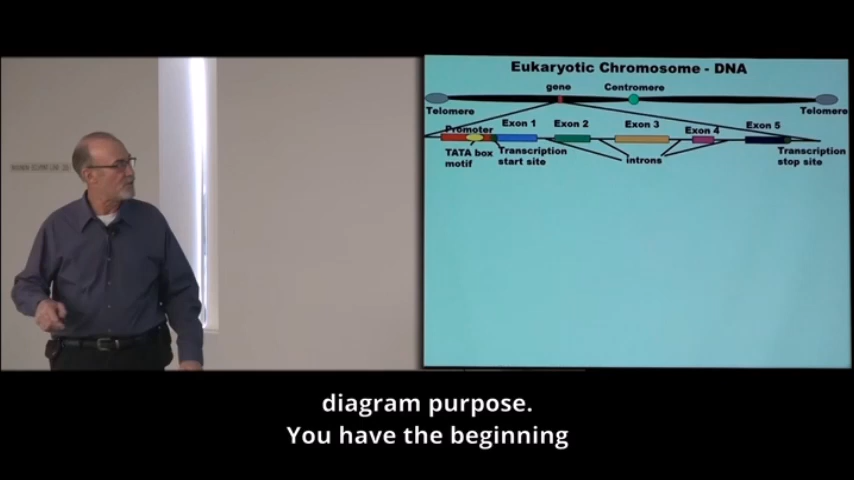 Eukaryotic Chromosome - DNA
gene
Centromere
Telomere
Telomere
Promoter
Exon 1
Exon 2
Exon 3
Exon 4
Exon 5
TATA box
motif
Transcription
start site
introns
Transcription
stop site
diagram purpose.
You have the beginning